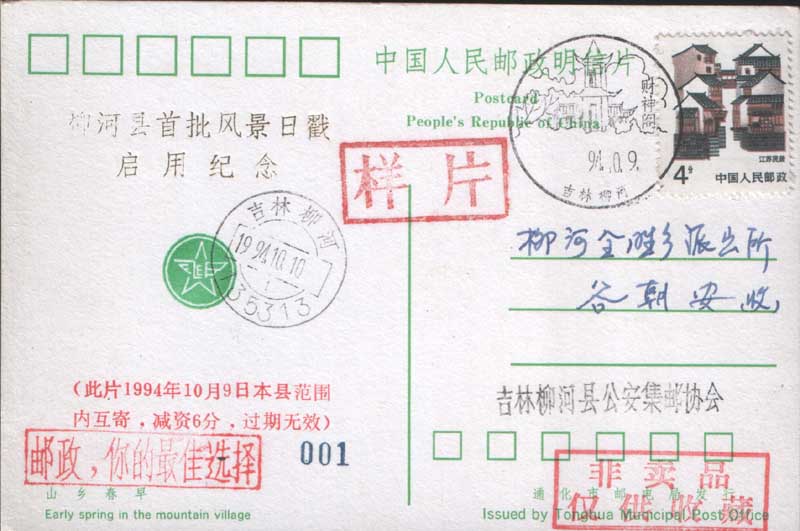 中国人民邮政明信片
Postcard
People's Republic of China
柳河县首批风景日戳
启用纪念
样片
财神阁
94.10.9.
吉林柳河
江苏民居
4分
中国人民邮政
吉林柳河
1994.10.10
1
135313
柳河全胜乡派出所
谷朝安收
吉林柳河县公安集邮协会
（此片1994年10月9日本县范围
内互寄，减资6分，过期无效）
邮政，你的最佳选择
001
非卖品
仅供收藏
山乡春早
Early spring in the mountain village
通化市邮电局发行
Issued by Tonghua Municipal Post Office